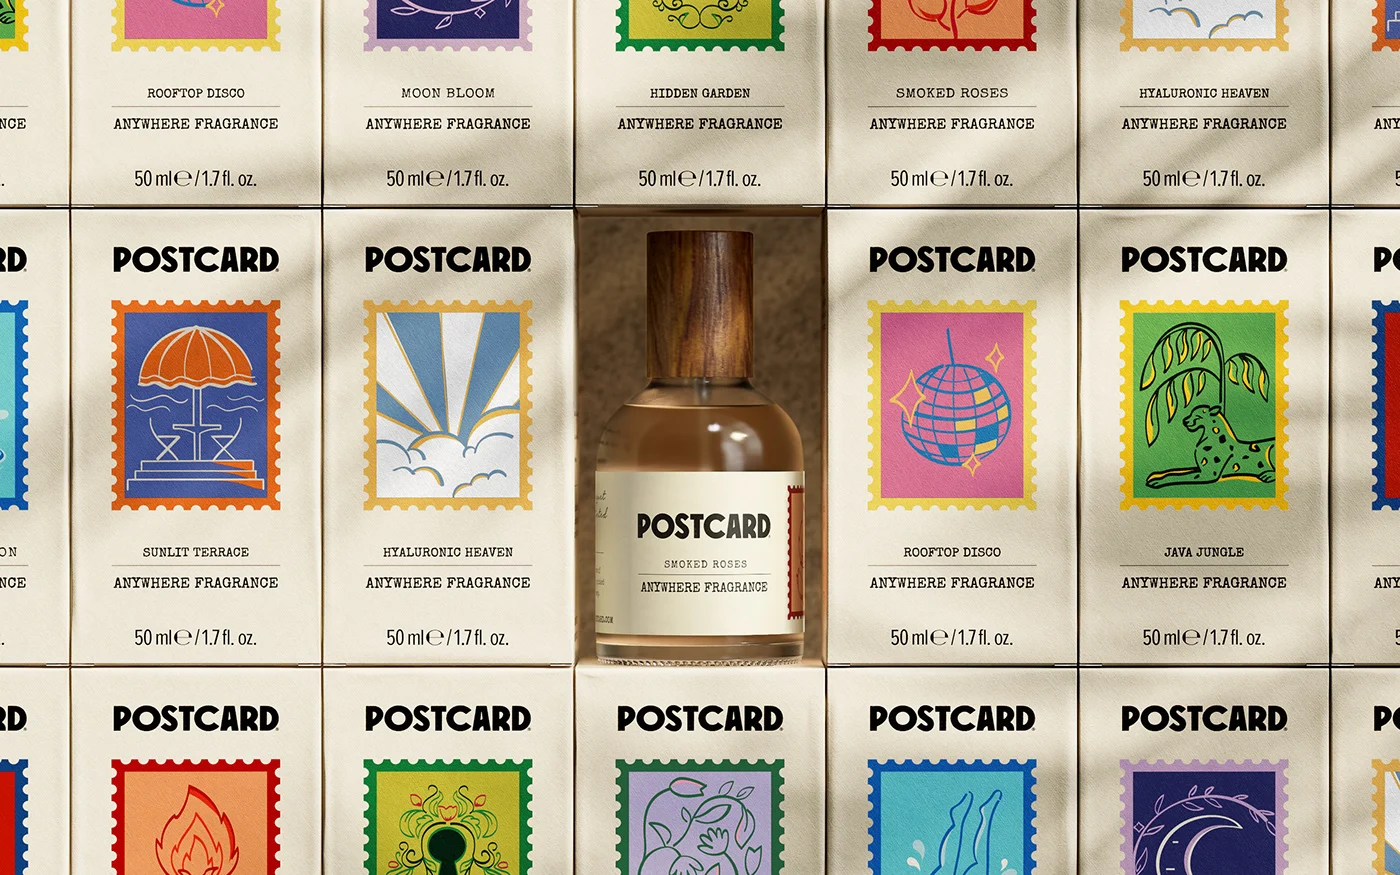 ROOFTOP DISCO
MOON BLOOM
HIDDEN GARDEN
SMOKED ROSES
HYALURONIC HEAVEN
ANYWHERE FRAGRANCE
ANYWHERE FRAGRANCE
ANYWHERE FRAGRANCE
ANYWHERE FRAGRANCE
ANYWHERE FRAGRANCE
50 ml ℮ / 1.7 fl. oz.
50 ml ℮ / 1.7 fl. oz.
50 ml ℮ / 1.7 fl. oz.
50 ml ℮ / 1.7 fl. oz.
50 ml ℮ / 1.7 fl. oz.
POSTCARD
SUNLIT TERRACE
ANYWHERE FRAGRANCE
50 ml ℮ / 1.7 fl. oz.
POSTCARD
HYALURONIC HEAVEN
ANYWHERE FRAGRANCE
50 ml ℮ / 1.7 fl. oz.
POSTCARD
SMOKED ROSES
ANYWHERE FRAGRANCE
POSTCARD
ROOFTOP DISCO
ANYWHERE FRAGRANCE
50 ml ℮ / 1.7 fl. oz.
POSTCARD
JAVA JUNGLE
ANYWHERE FRAGRANCE
50 ml ℮ / 1.7 fl. oz.
POSTCARD
POSTCARD
POSTCARD
POSTCARD
POSTCARD